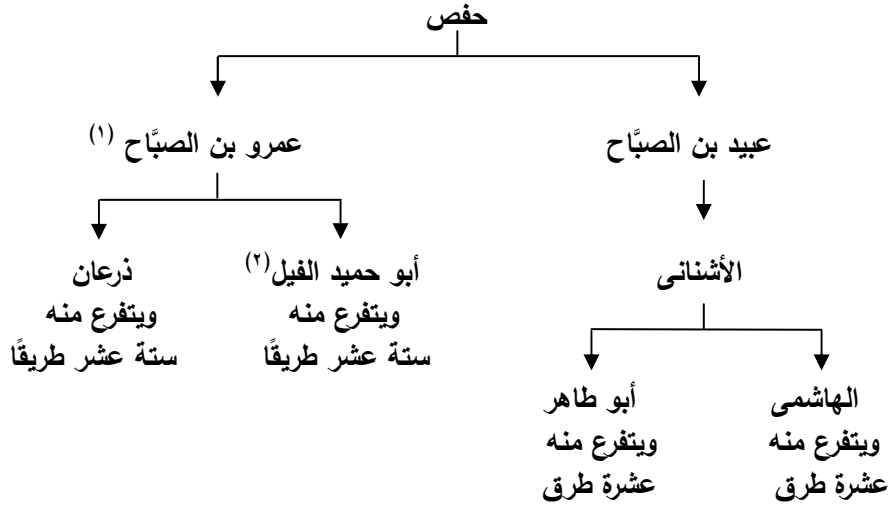 حفص
عبيد بن الصبَّاح
عمرو بن الصبَّاح (١)
الأشنانى
أبو حميد الفيل(٢)
ويتفرع منه
ستة عشر طريقًا
ذرعان
ويتفرع منه
ستة عشر طريقًا
الهاشمى
ويتفرع منه
عشرة طرق
أبو طاهر
ويتفرع منه
عشرة طرق